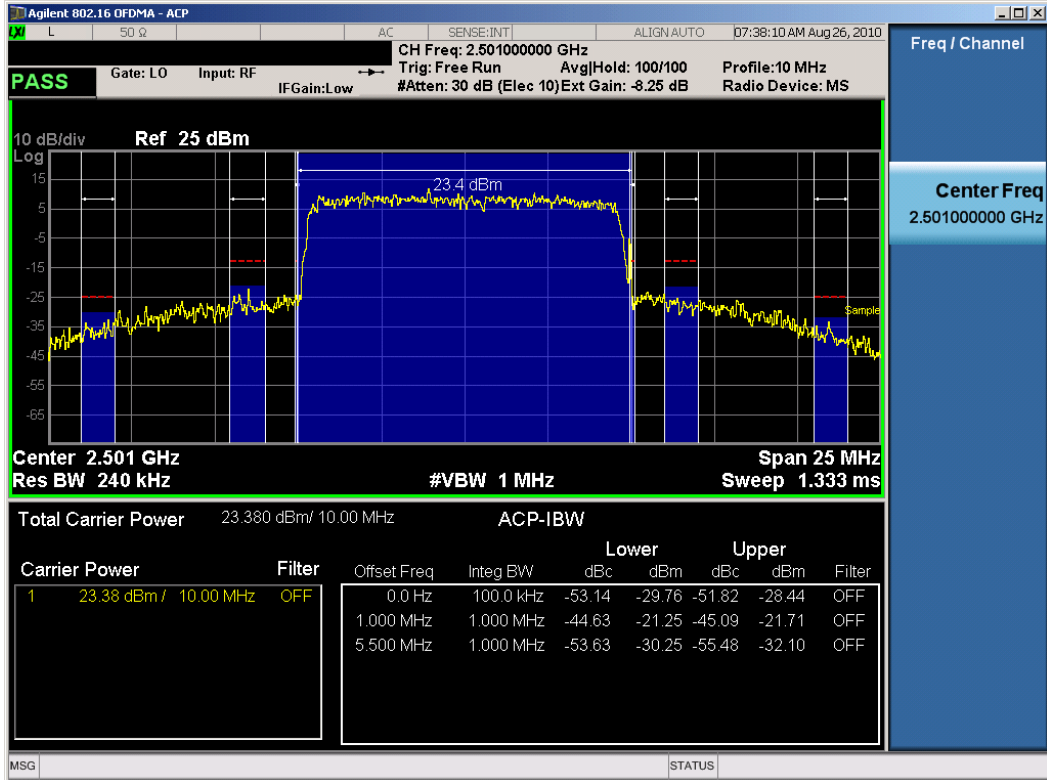 Agilent 802.16 OFDMA - ACP
LXI L 50 Ω AC SENSE:INT ALIGN AUTO 07:38:10 AM Aug 26, 2010
CH Freq: 2.501000000 GHz
PASS Gate: LO Input: RF Trig: Free Run Avg|Hold: 100/100 Profile:10 MHz
IFGain:Low #Atten: 30 dB (Elec 10) Ext Gain: -8.25 dB Radio Device: MS
10 dB/div Ref 25 dBm
Log
15
5
-5
-15
-25
-35
-45
-55
-65
23.4 dBm
Sample
Center 2.501 GHz Span 25 MHz
Res BW 240 kHz #VBW 1 MHz Sweep 1.333 ms
Total Carrier Power 23.380 dBm/ 10.00 MHz ACP-IBW
Lower Upper
Carrier Power Filter Offset Freq Integ BW dBc dBm dBc dBm Filter
1 23.38 dBm / 10.00 MHz OFF 0.0 Hz 100.0 kHz -53.14 -29.76 -51.82 -28.44 OFF
1.000 MHz 1.000 MHz -44.63 -21.25 -45.09 -21.71 OFF
5.500 MHz 1.000 MHz -53.63 -30.25 -55.48 -32.10 OFF
MSG STATUS
Freq / Channel
Center Freq
2.501000000 GHz